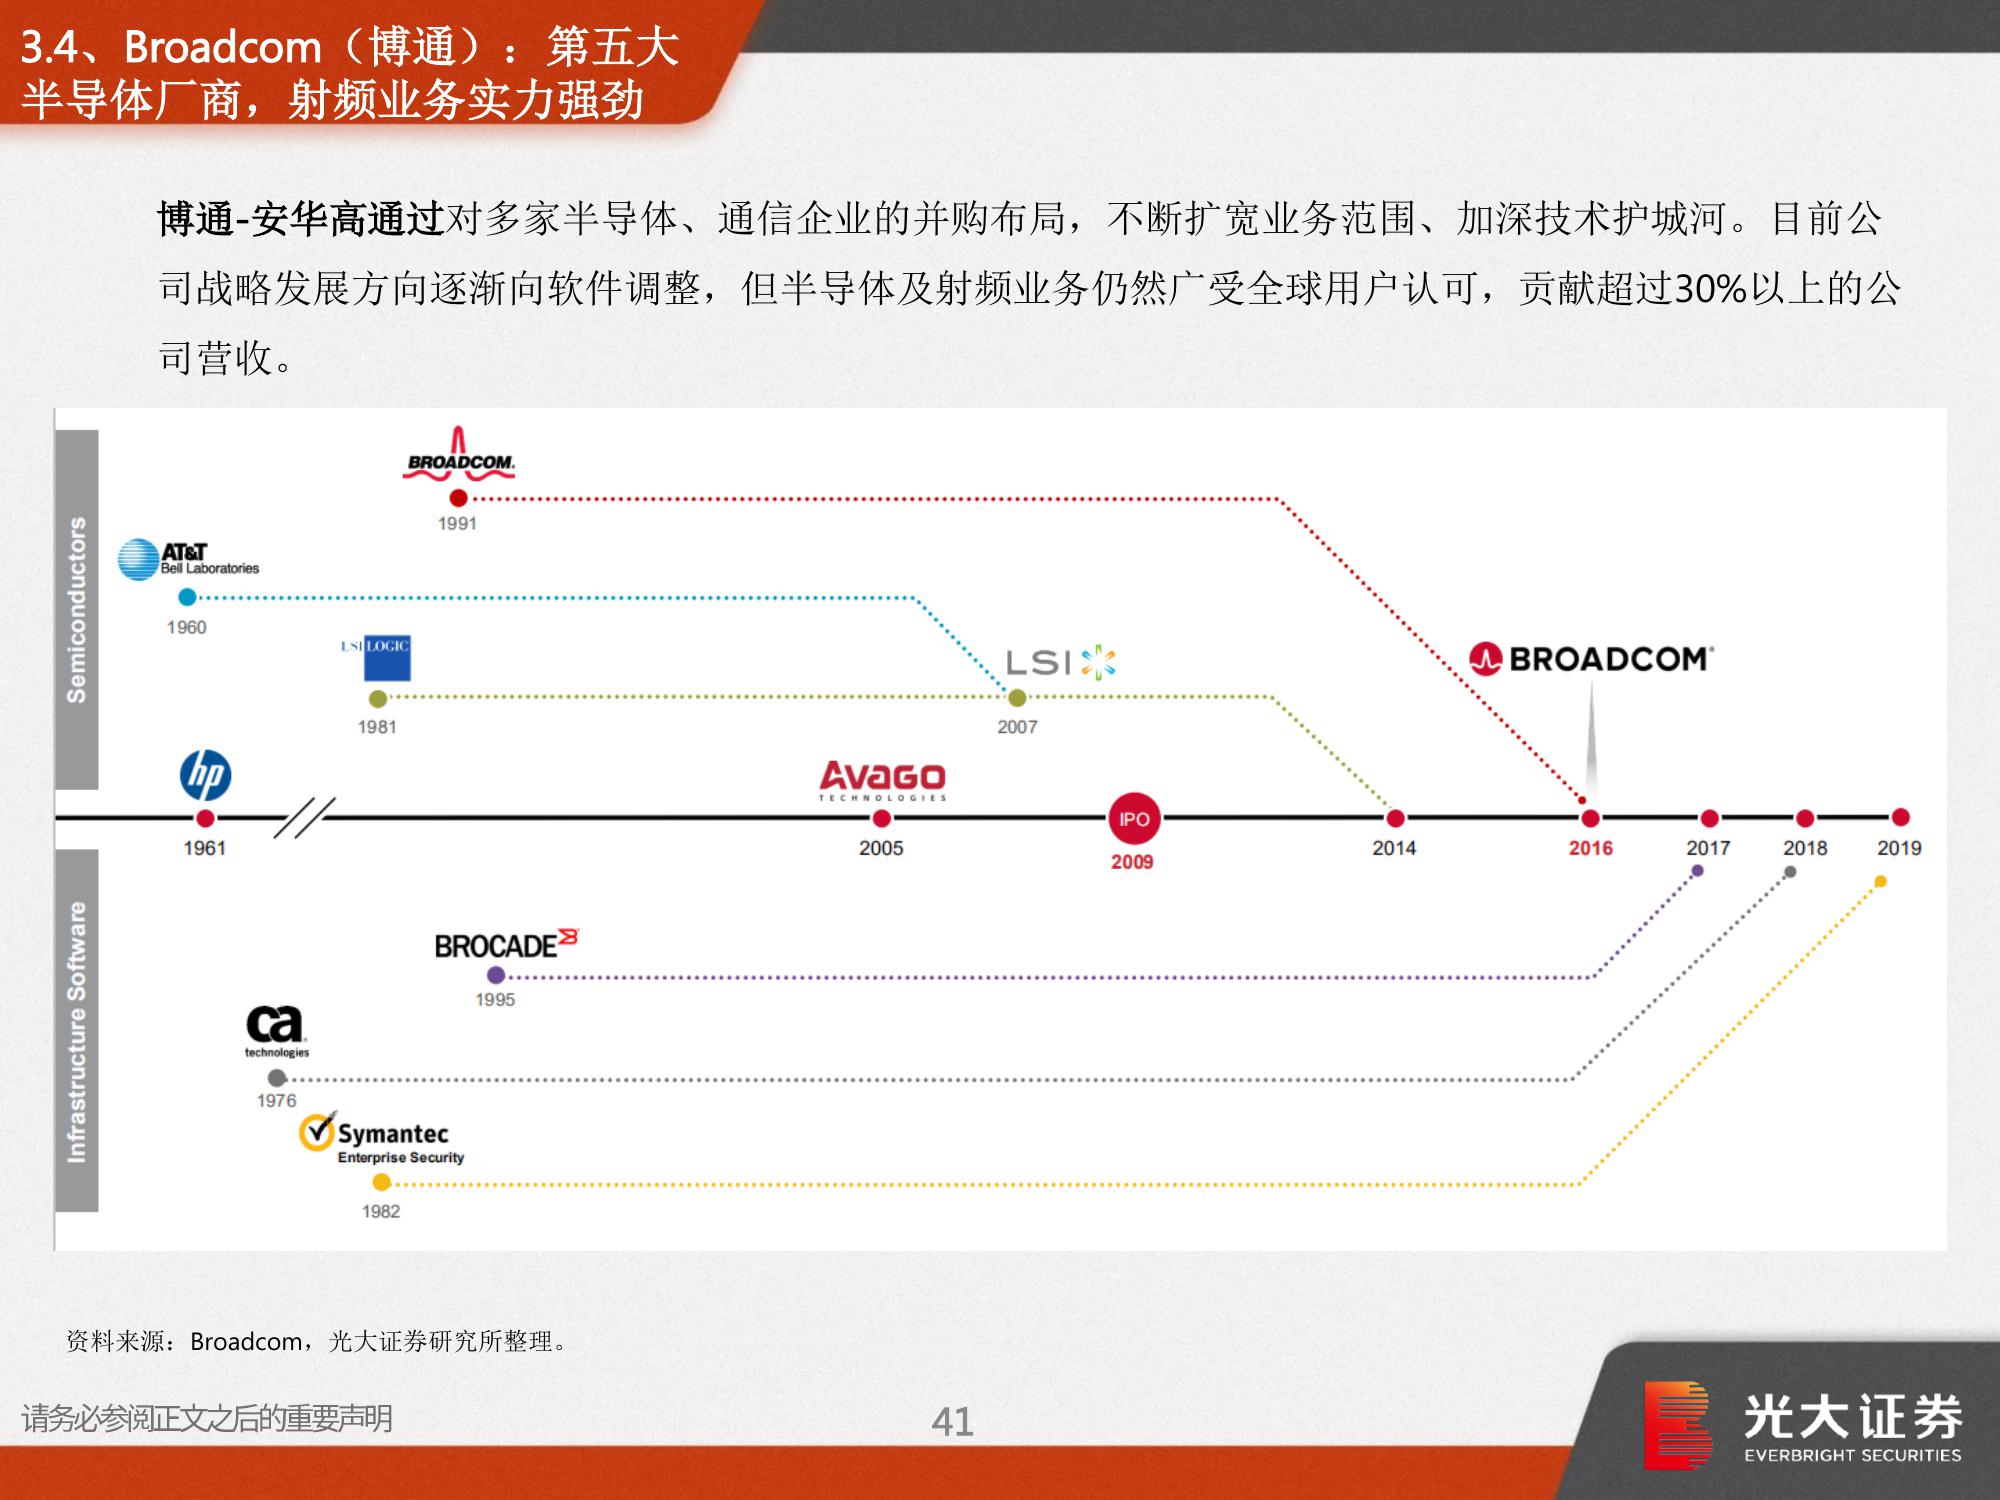 3.4、Broadcom（博通）：第五大
半导体厂商，射频业务实力强劲
博通-安华高通过对多家半导体、通信企业的并购布局，不断扩宽业务范围、加深技术护城河。目前公
司战略发展方向逐渐向软件调整，但半导体及射频业务仍然广受全球用户认可，贡献超过30%以上的公
司营收。
Semiconductors
BROADCOM.
1991
AT&T
Bell Laboratories
1960
LSI LOGIC
1981
LSI
2007
BROADCOM
hp
1961
AVAGO
TECHNOLOGIES
2005
IPO
2009
2014
2016
2017
2018
2019
Infrastructure Software
BROCADE
1995
ca
technologies
1976
Symantec
Enterprise Security
1982
资料来源：Broadcom，光大证券研究所整理。
请务必参阅正文之后的重要声明
41
光大证券
EVERBRIGHT SECURITIES